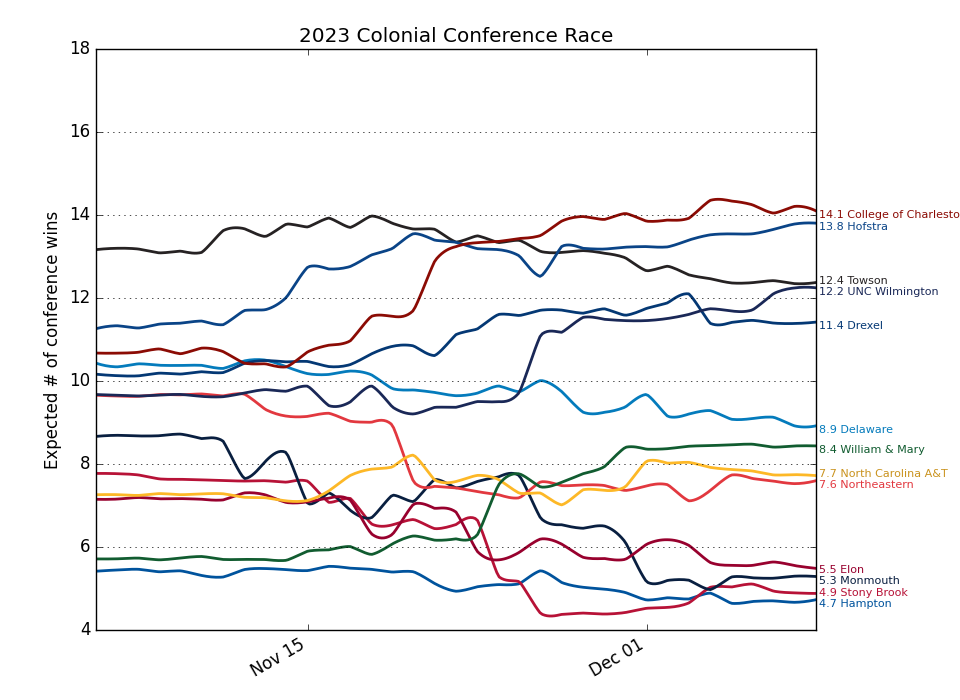 2023 Colonial Conference Race
Expected # of conference wins
18
16
14
12
10
8
6
4
Nov 15
Dec 01
14.1 College of Charlesto
13.8 Hofstra
12.4 Towson
12.2 UNC Wilmington
11.4 Drexel
8.9 Delaware
8.4 William & Mary
7.7 North Carolina A&T
7.6 Northeastern
5.5 Elon
5.3 Monmouth
4.9 Stony Brook
4.7 Hampton